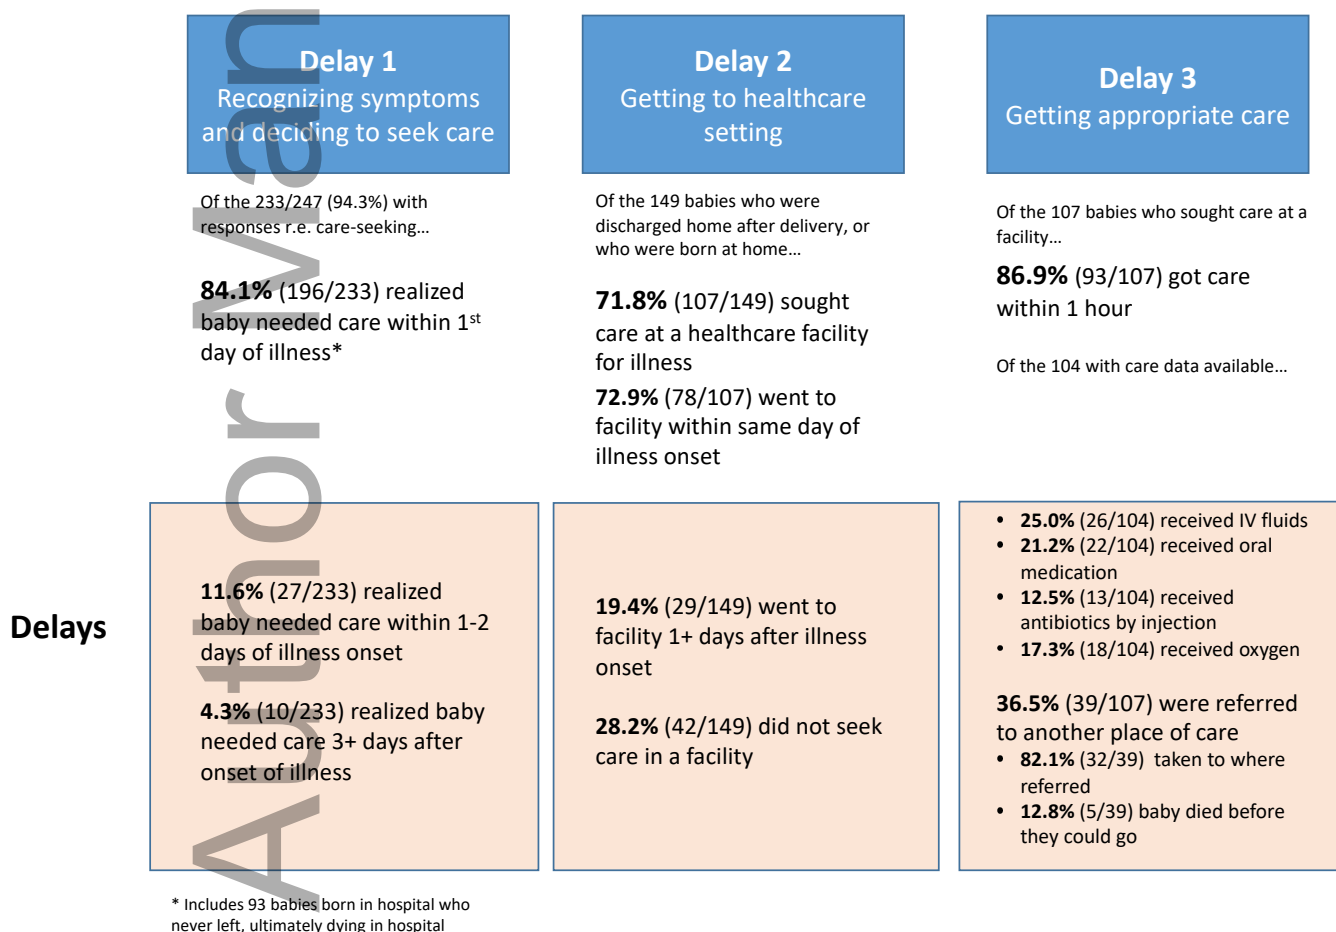 Delay 1
Recognizing symptoms
and deciding to seek care
Delay 2
Getting to healthcare
setting
Delay 3
Getting appropriate care
Of the 233/247 (94.3%) with
responses r.e. care-seeking…
84.1% (196/233) realized
baby needed care within 1st
day of illness*
Of the 149 babies who were
discharged home after delivery, or
who were born at home…
71.8% (107/149) sought
care at a healthcare facility
for illness
72.9% (78/107) went to
facility within same day of
illness onset
Of the 107 babies who sought care at a
facility…
86.9% (93/107) got care
within 1 hour
Of the 104 with care data available…
Delays
11.6% (27/233) realized
baby needed care within 1-2
days of illness onset
4.3% (10/233) realized baby
needed care 3+ days after
onset of illness
19.4% (29/149) went to
facility 1+ days after illness
onset
28.2% (42/149) did not seek
care in a facility
• 25.0% (26/104) received IV fluids
• 21.2% (22/104) received oral
medication
• 12.5% (13/104) received
antibiotics by injection
• 17.3% (18/104) received oxygen
36.5% (39/107) were referred
to another place of care
• 82.1% (32/39) taken to where
referred
• 12.8% (5/39) baby died before
they could go
* Includes 93 babies born in hospital who
never left, ultimately dying in hospital
Author Man